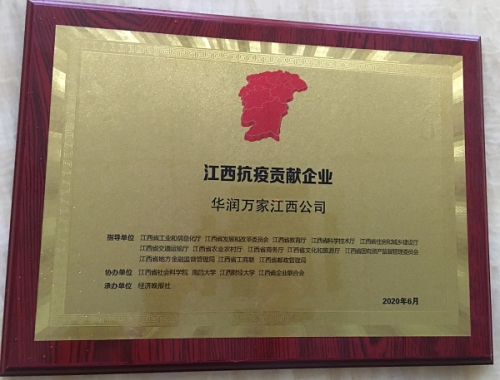 江西抗疫贡献企业
华润万家江西公司
指导单位 江西省工业和信息化厅 江西省发展和改革委员会 江西省教育厅 江西省科学技术厅 江西省住房和城乡建设厅
江西省交通运输厅 江西省农业农村厅 江西省商务厅 江西省文化和旅游厅 江西省国有资产监督管理委员会
江西省地方金融监督管理局 江西省工商联 江西省邮政管理局
协办单位 江西省社会科学院 南昌大学 江西财经大学 江西省企业联合会
承办单位 经济晚报社
2020年6月